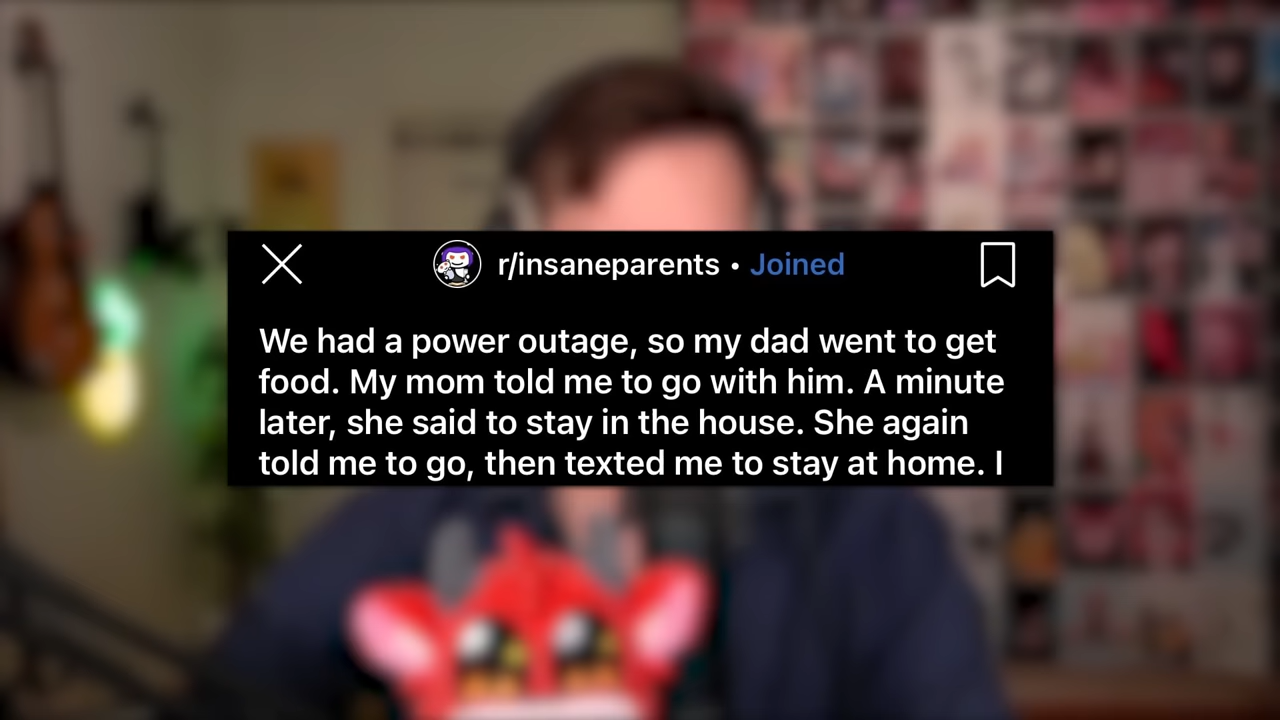 r/insaneparents • Joined
We had a power outage, so my dad went to get
food. My mom told me to go with him. A minute
later, she said to stay in the house. She again
told me to go, then texted me to stay at home. I